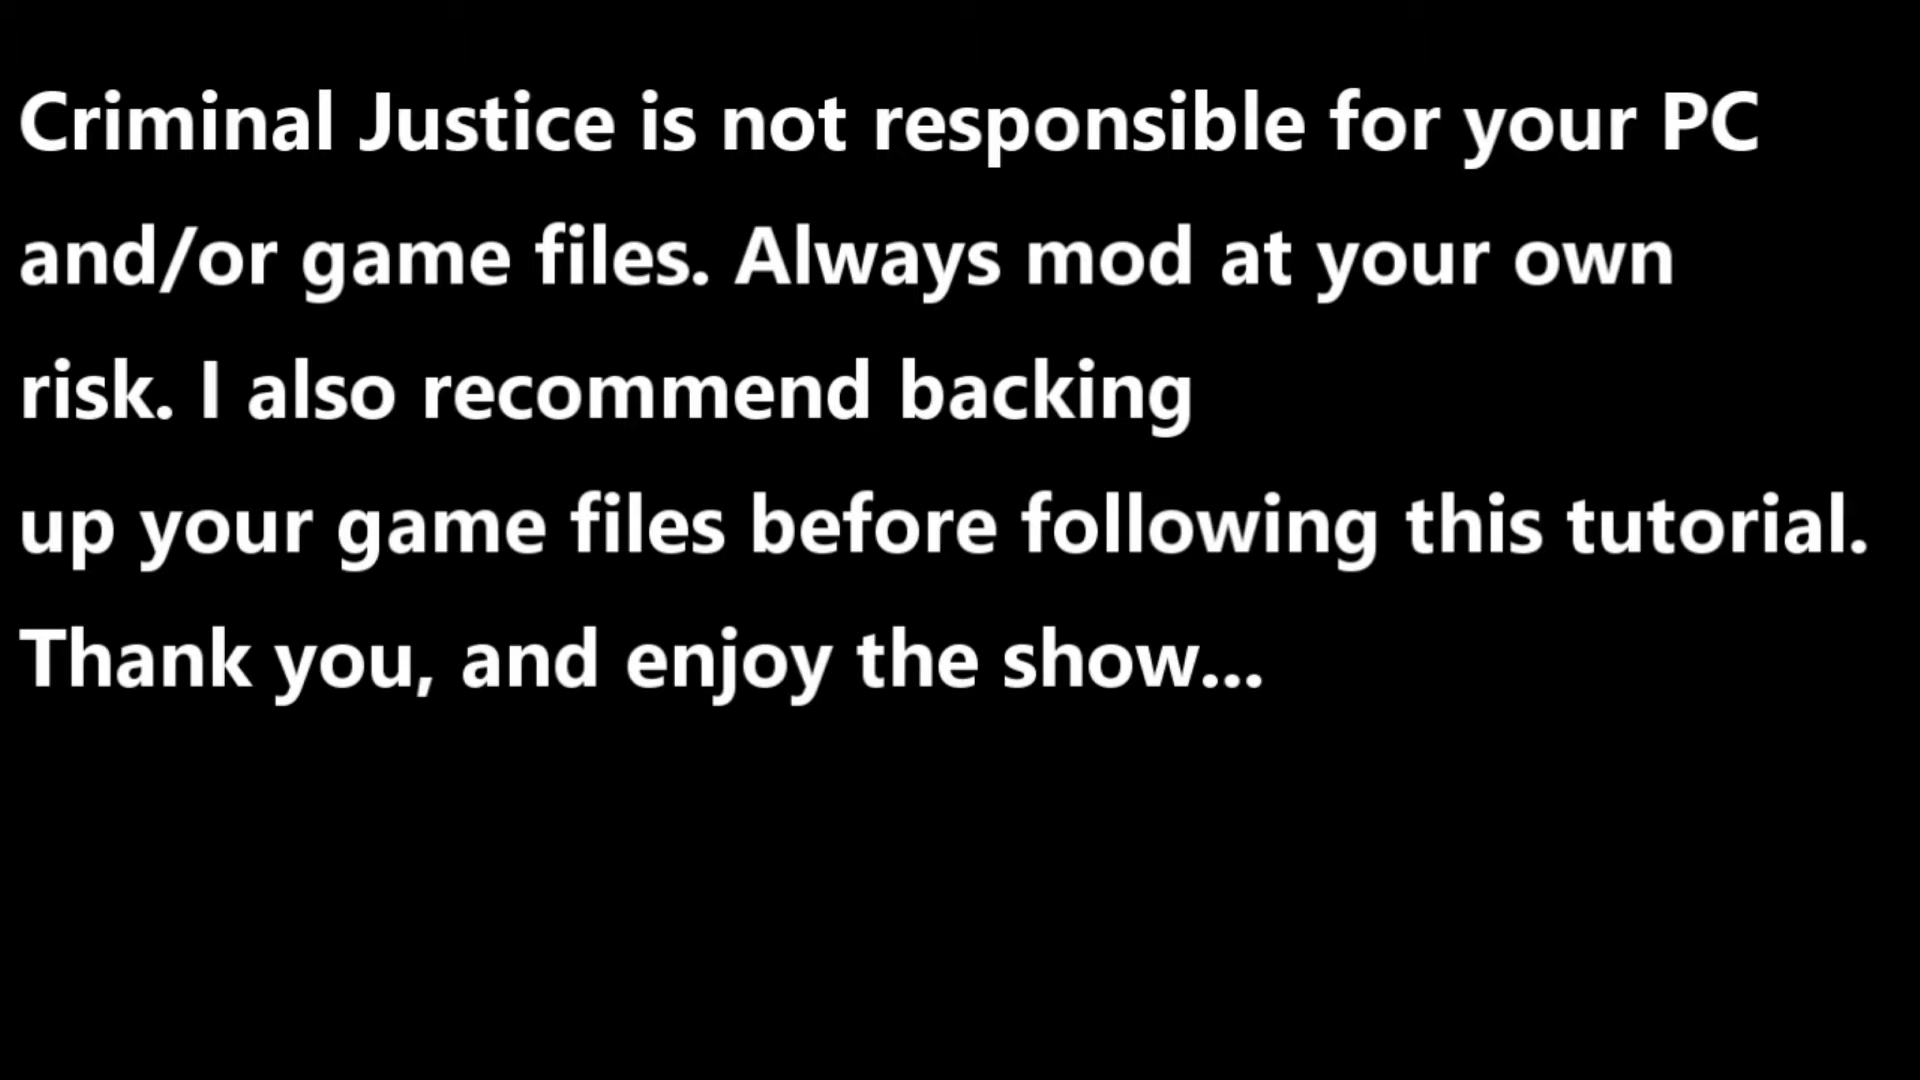 Criminal Justice is not responsible for your PC
and/or game files. Always mod at your own
risk. I also recommend backing
up your game files before following this tutorial.
Thank you, and enjoy the show...